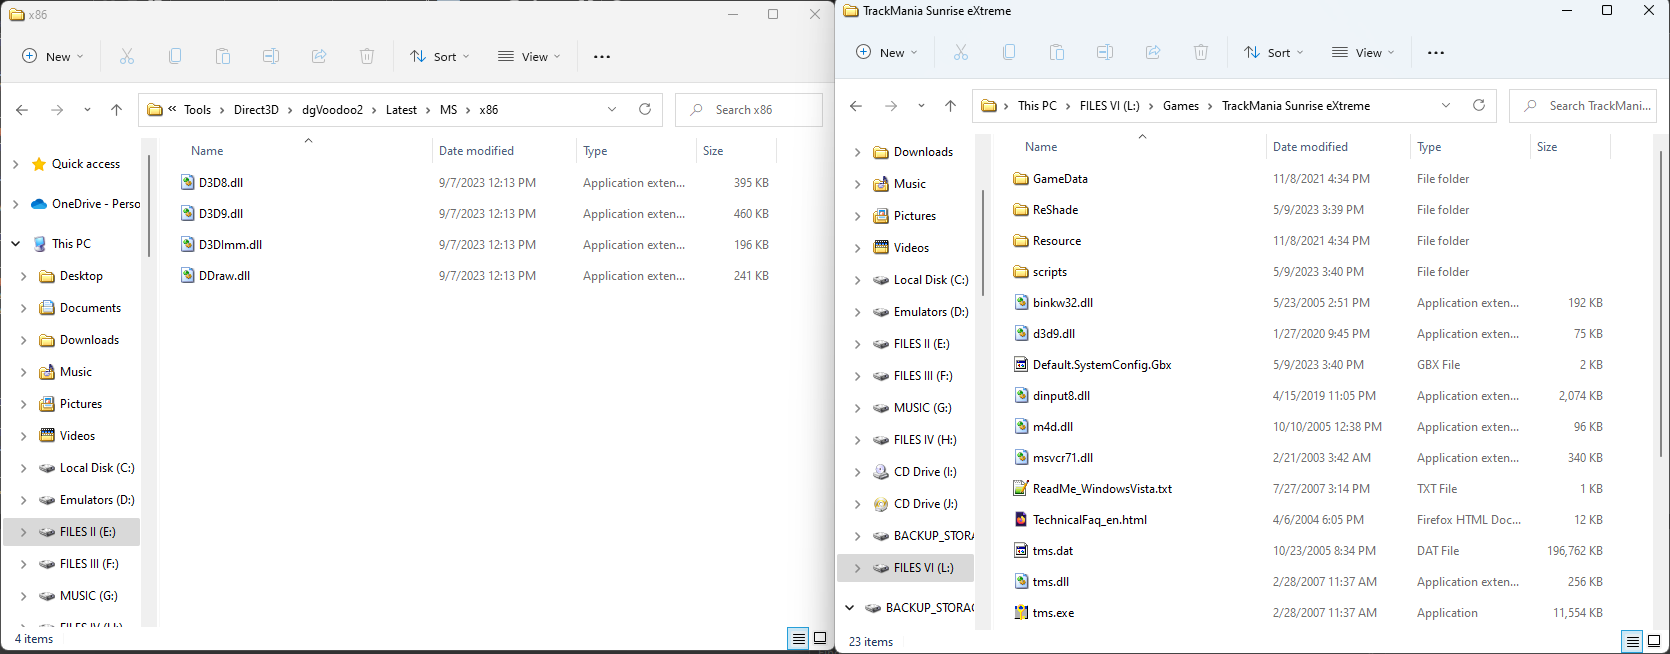 x86
New
Sort
View
Tools > Direct3D > dgVoodoo2 > Latest > MS > x86
Search x86
Name Date modified Type Size
Quick access
OneDrive - Perso
This PC
Desktop
Documents
Downloads
Music
Pictures
Videos
Local Disk (C:)
Emulators (D:)
FILES II (E:)
FILES III (F:)
MUSIC (G:)
FILES IV (H:)
D3D8.dll 9/7/2023 12:13 PM Application exten... 395 KB
D3D9.dll 9/7/2023 12:13 PM Application exten... 460 KB
D3DImm.dll 9/7/2023 12:13 PM Application exten... 196 KB
DDraw.dll 9/7/2023 12:13 PM Application exten... 241 KB
4 items
TrackMania Sunrise eXtreme
New
Sort
View
This PC > FILES VI (L:) > Games > TrackMania Sunrise eXtreme
Search TrackMani...
Name Date modified Type Size
Downloads
Music
Pictures
Videos
Local Disk (C:)
Emulators (D:)
FILES II (E:)
FILES III (F:)
MUSIC (G:)
FILES IV (H:)
CD Drive (I:)
CD Drive (J:)
BACKUP_STORA
FILES VI (L:)
BACKUP_STORAG
GameData 11/8/2021 4:34 PM File folder
ReShade 5/9/2023 3:39 PM File folder
Resource 11/8/2021 4:34 PM File folder
scripts 5/9/2023 3:40 PM File folder
binkw32.dll 5/23/2005 2:51 PM Application exten... 192 KB
d3d9.dll 1/27/2020 9:45 PM Application exten... 75 KB
Default.SystemConfig.Gbx 5/9/2023 3:40 PM GBX File 2 KB
dinput8.dll 4/15/2019 11:05 PM Application exten... 2,074 KB
m4d.dll 10/10/2005 12:38 PM Application exten... 96 KB
msvcr71.dll 2/21/2003 3:42 AM Application exten... 340 KB
ReadMe_WindowsVista.txt 7/27/2007 3:14 PM TXT File 1 KB
TechnicalFaq_en.html 4/6/2004 6:05 PM Firefox HTML Doc... 12 KB
tms.dat 10/23/2005 8:34 PM DAT File 196,762 KB
tms.dll 2/28/2007 11:37 AM Application exten... 256 KB
tms.exe 2/28/2007 11:37 AM Application 11,554 KB
23 items